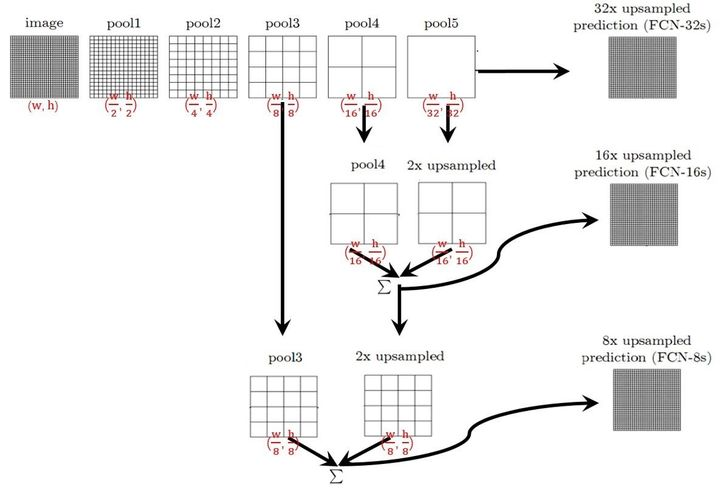 image pool1 pool2 pool3 pool4 pool5
32x upsampled
prediction (FCN-32s)
(w, h) (w/2, h/2) (w/4, h/4) (w/8, h/8) (w/16, h/16) (w/32, h/32)
pool4 2x upsampled
16x upsampled
prediction (FCN-16s)
(w/16, h/16) (w/16, h/16)
Σ
pool3 2x upsampled
8x upsampled
prediction (FCN-8s)
(w/8, h/8) (w/8, h/8)
Σ